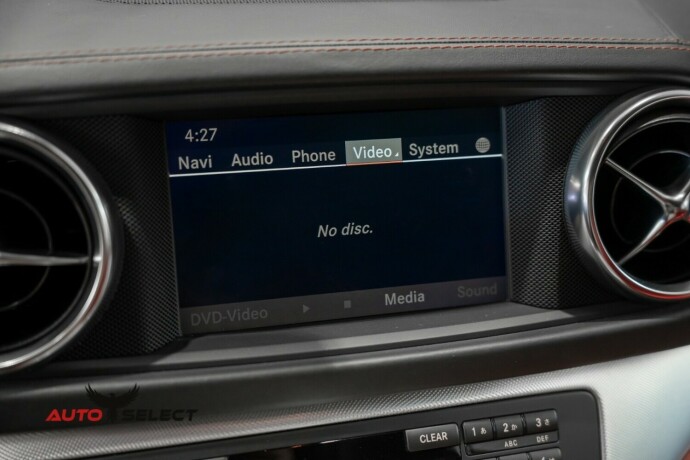 4:27
Navi Audio Phone Video System
No disc.
DVD-Video Media Sound
AUTO SELECT
CLEAR 1 2 3
ABC DEF